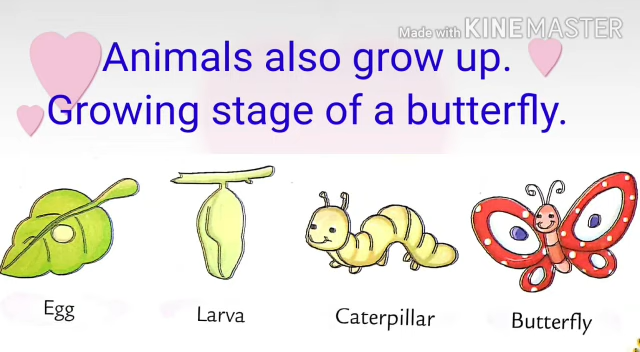 Made with KINEMASTER
Animals also grow up.
Growing stage of a butterfly.
Egg Larva Caterpillar Butterfly